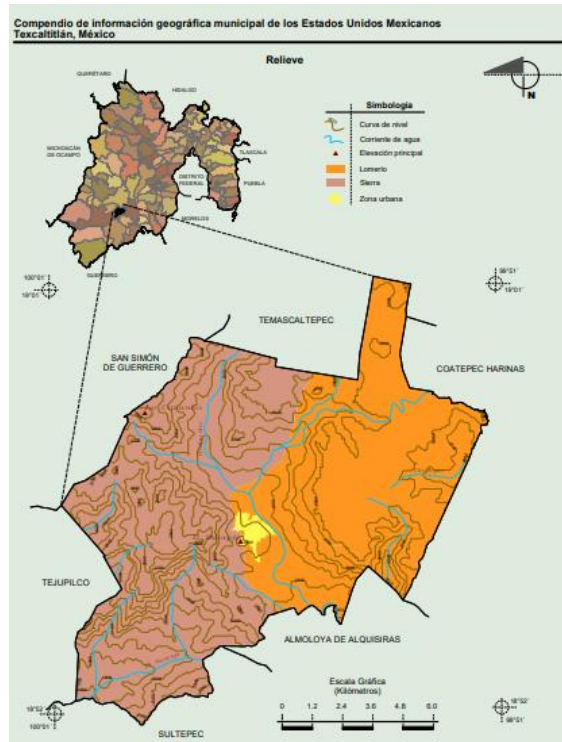 Compendio de información geográfica municipal de los Estados Unidos Mexicanos
Texcaltitlán, México
Relieve
N
QUERÉTARO
HIDALGO
MICHOACÁN
DE OCAMPO
TLAXCALA
DISTRITO
FEDERAL
PUEBLA
MORELOS
GUERRERO
Simbología
Curva de nivel
Corriente de agua
Elevación principal
Lomerío
Sierra
Zona urbana
100°01´
19°01´
98°51´
19°01´
TEMASCALTEPEC
SAN SIMÓN
DE GUERRERO
COATEPEC HARINAS
TEJUPILCO
ALMOLOYA DE ALQUISIRAS
SULTEPEC
Escala Gráfica
(Kilómetros)
0 1.2 2.4 3.6 4.8 6.0
18°52´
100°51´
18°52´
98°51´